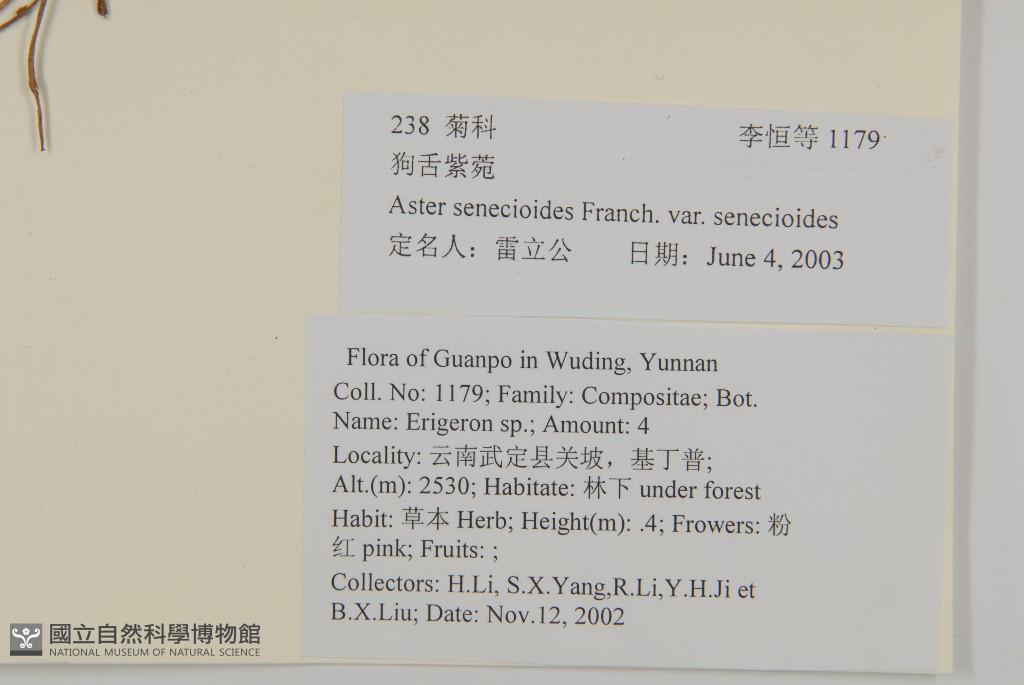 238 菊科 李恒等 1179
狗舌紫菀
Aster senecioides Franch. var. senecioides
定名人：雷立公 日期：June 4, 2003
Flora of Guanpo in Wuding, Yunnan
Coll. No: 1179; Family: Compositae; Bot.
Name: Erigeron sp.; Amount: 4
Locality: 云南武定县关坡，基丁普;
Alt.(m): 2530; Habitate: 林下 under forest
Habit: 草本 Herb; Height(m): .4; Frowers: 粉
红 pink; Fruits: ;
Collectors: H.Li, S.X.Yang,R.Li,Y.H.Ji et
B.X.Liu; Date: Nov.12, 2002
國立自然科學博物館
NATIONAL MUSEUM OF NATURAL SCIENCE